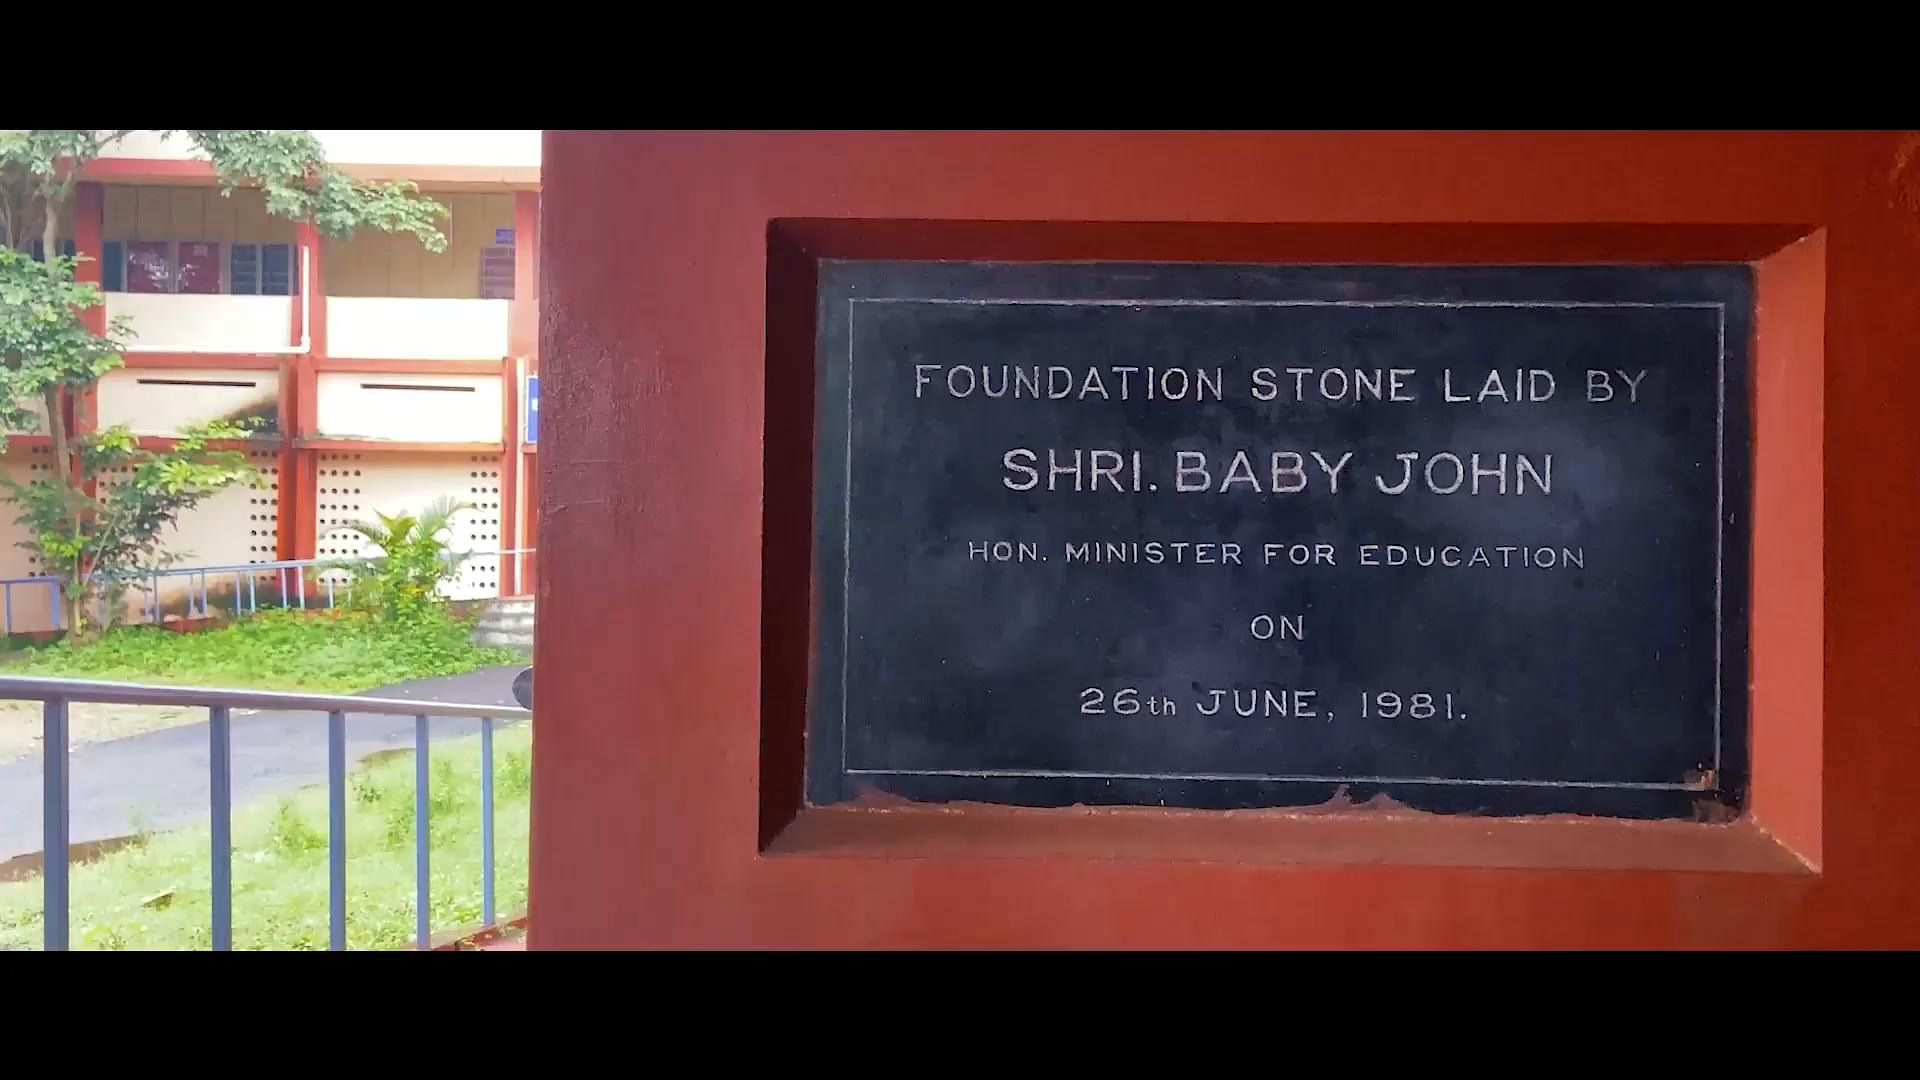 FOUNDATION STONE LAID BY
SHRI. BABY JOHN
HON. MINISTER FOR EDUCATION
ON
26th JUNE, 1981.